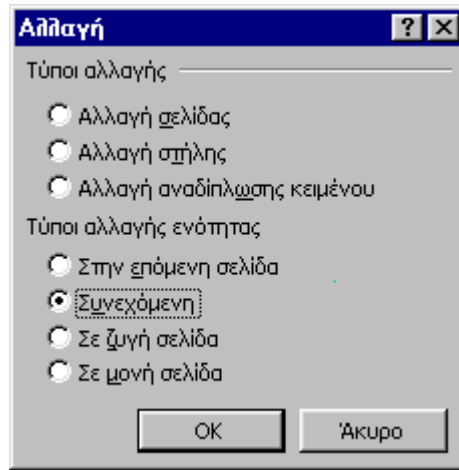 Αλλαγή
Τύποι αλλαγής
Αλλαγή σελίδας
Αλλαγή στήλης
Αλλαγή αναδίπλωσης κειμένου
Τύποι αλλαγής ενότητας
Στην επόμενη σελίδα
Συνεχόμενη
Σε ζυγή σελίδα
Σε μονή σελίδα
OK Άκυρο